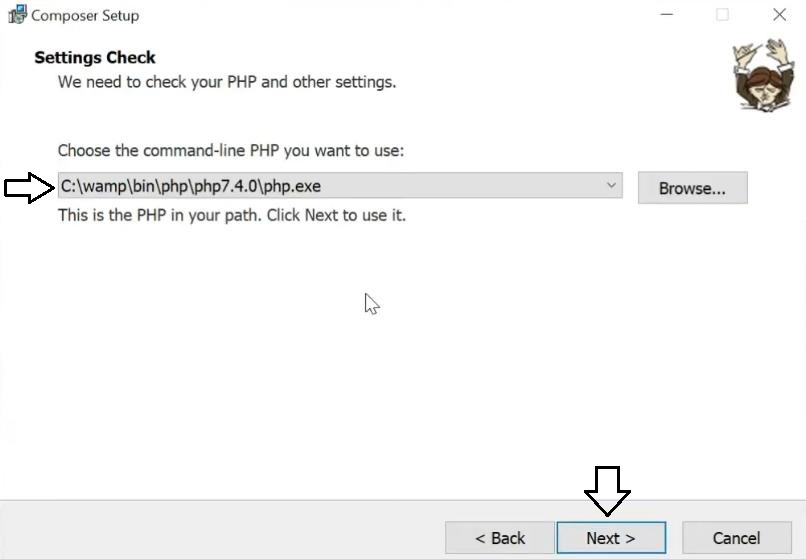 Composer Setup
Settings Check
We need to check your PHP and other settings.
Choose the command-line PHP you want to use:
C:\wamp\bin\php\php7.4.0\php.exe
Browse...
This is the PHP in your path. Click Next to use it.
< Back
Next >
Cancel